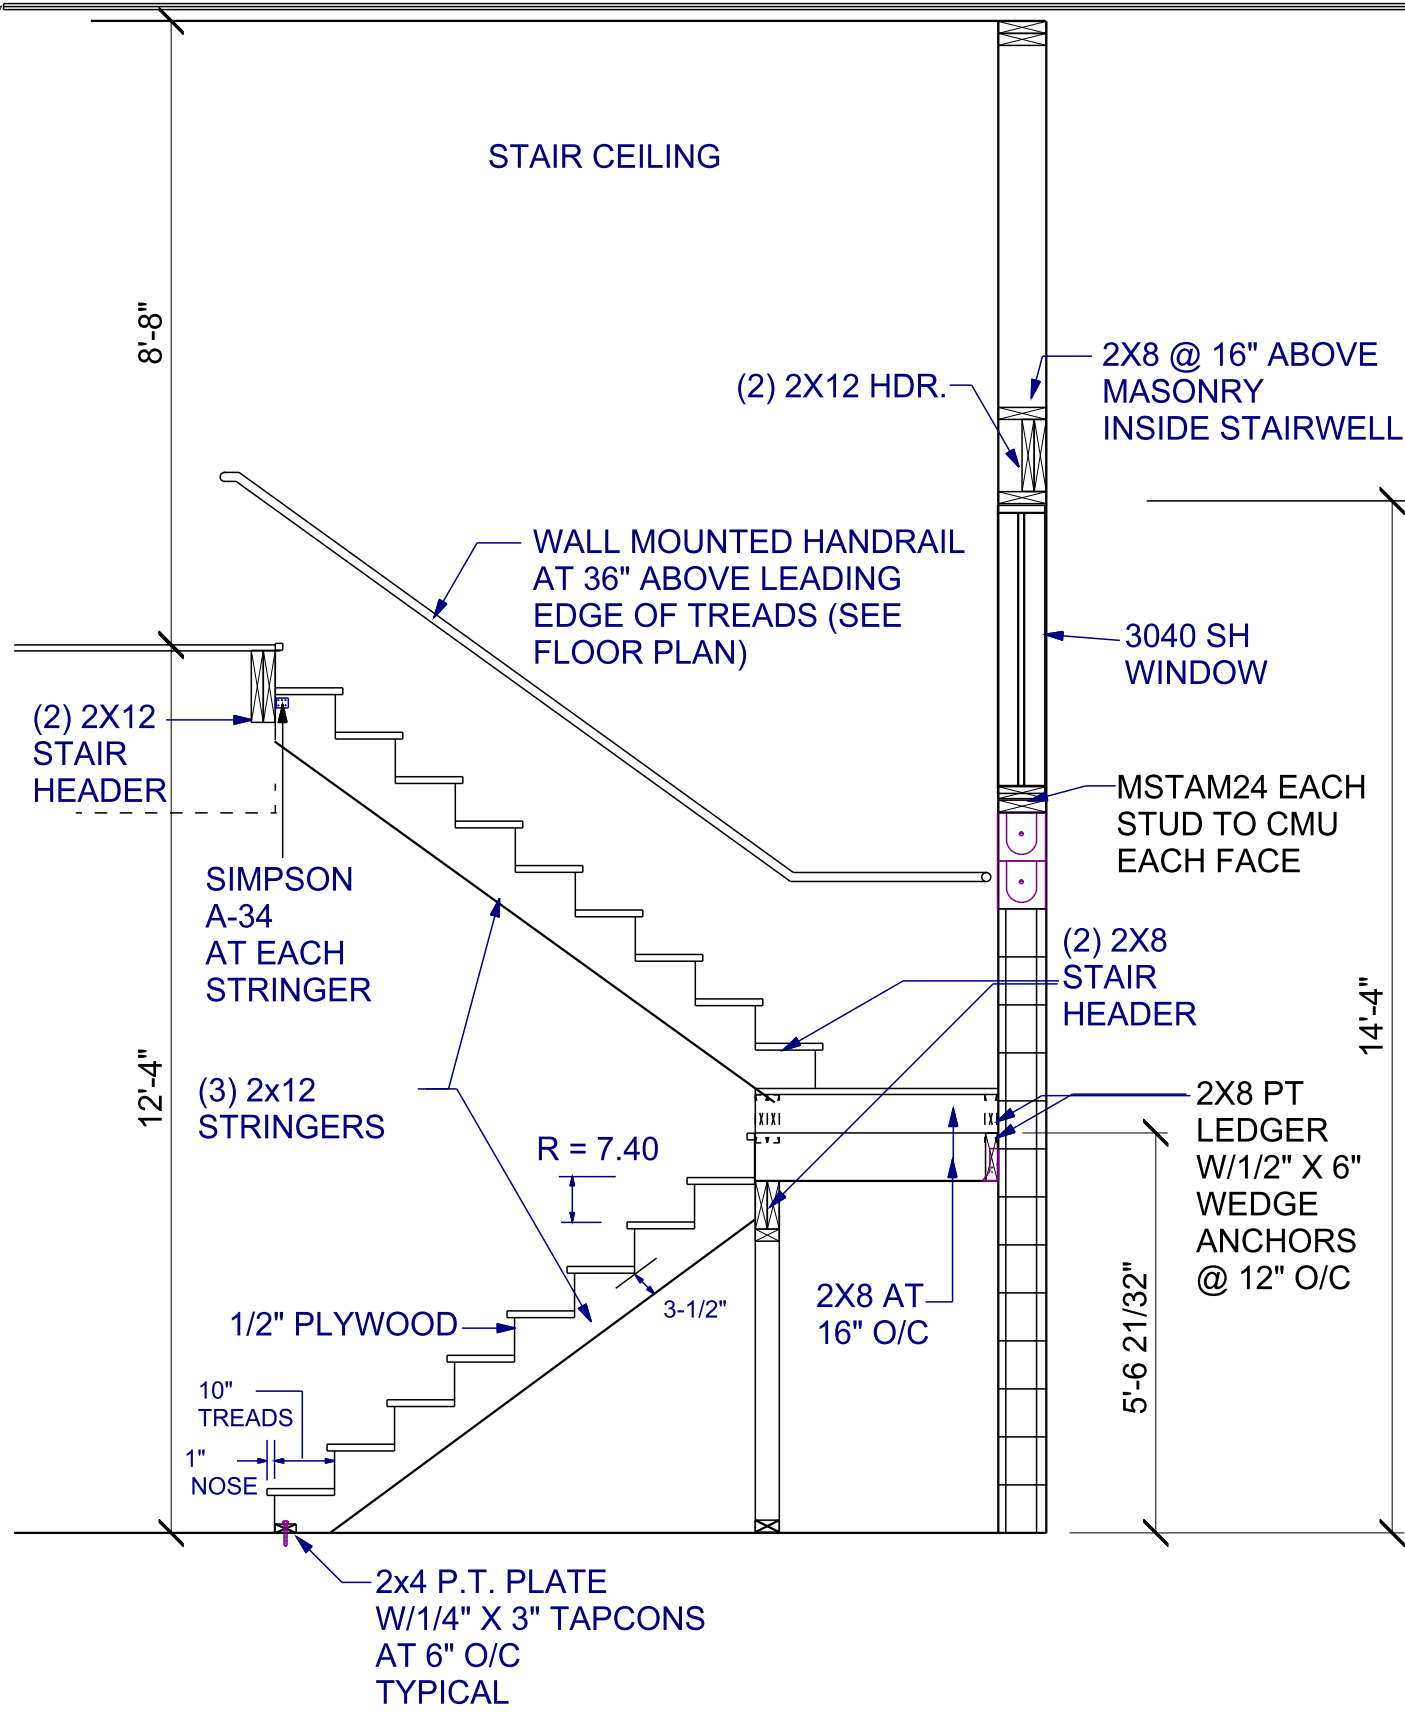 STAIR CEILING
8'-8"
2X8 @ 16" ABOVE
MASONRY
INSIDE STAIRWELL
(2) 2X12 HDR.
WALL MOUNTED HANDRAIL
AT 36" ABOVE LEADING
EDGE OF TREADS (SEE
FLOOR PLAN)
3040 SH
WINDOW
(2) 2X12
STAIR
HEADER
MSTAM24 EACH
STUD TO CMU
EACH FACE
SIMPSON
A-34
AT EACH
STRINGER
(2) 2X8
STAIR
HEADER
14'-4"
12'-4"
(3) 2x12
STRINGERS
R = 7.40
2X8 PT
LEDGER
W/1/2" X 6"
WEDGE
ANCHORS
@ 12" O/C
2X8 AT
16" O/C
3-1/2"
5'-6 21/32"
1/2" PLYWOOD
10"
TREADS
1"
NOSE
2x4 P.T. PLATE
W/1/4" X 3" TAPCONS
AT 6" O/C
TYPICAL